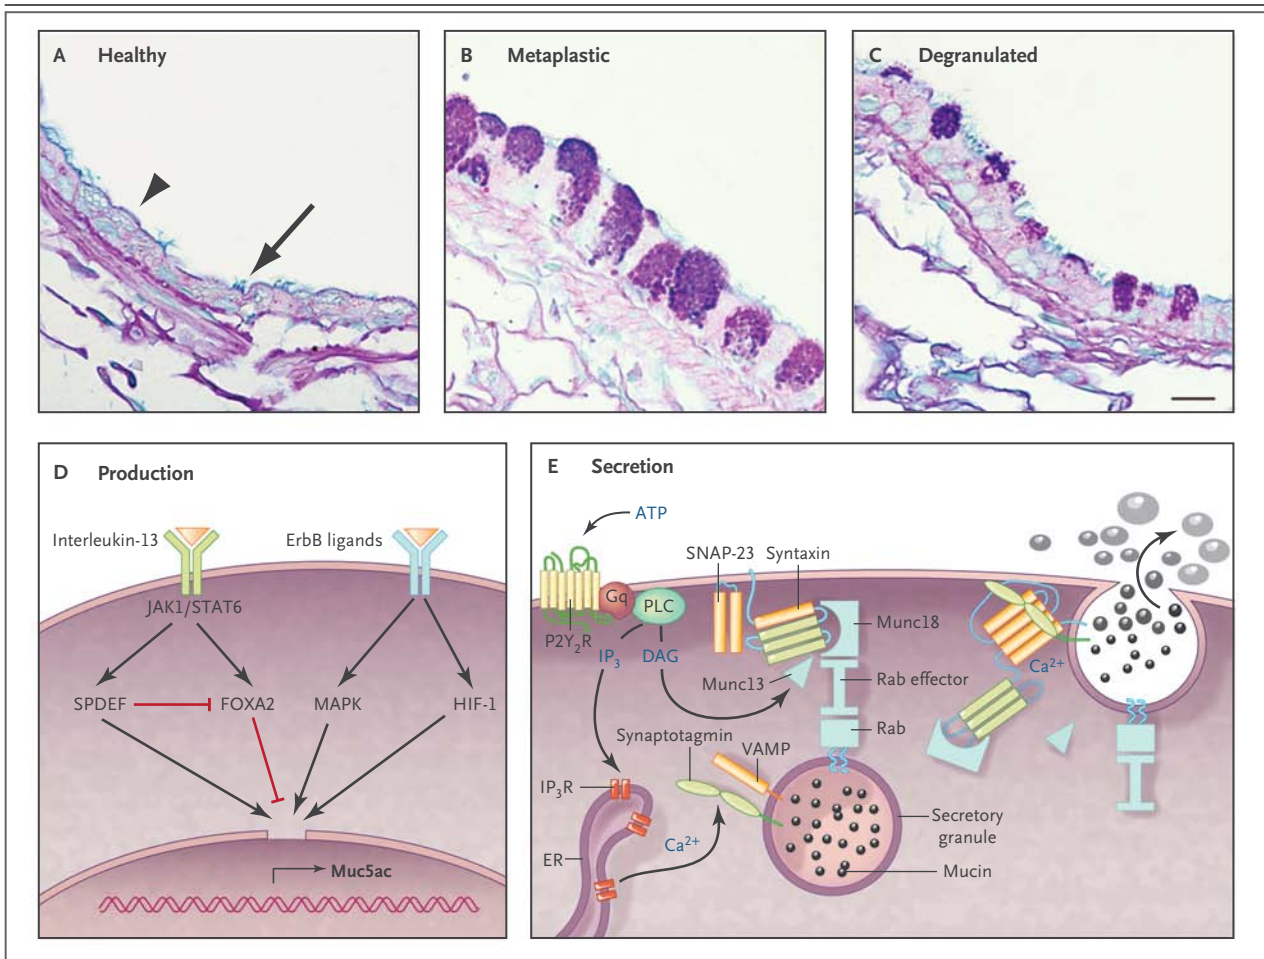 A Healthy
B Metaplastic
C Degranulated
D Production
Interleukin-13
ErbB ligands
JAK1/STAT6
SPDEF
FOXA2
MAPK
HIF-1
Muc5ac
E Secretion
ATP
SNAP-23 Syntaxin
Gq
PLC
P2Y2R
IP3
DAG
Munc18
Munc13
Rab effector
Ca2+
Rab
Synaptotagmin
VAMP
IP3R
Ca2+
ER
Secretory
granule
Mucin